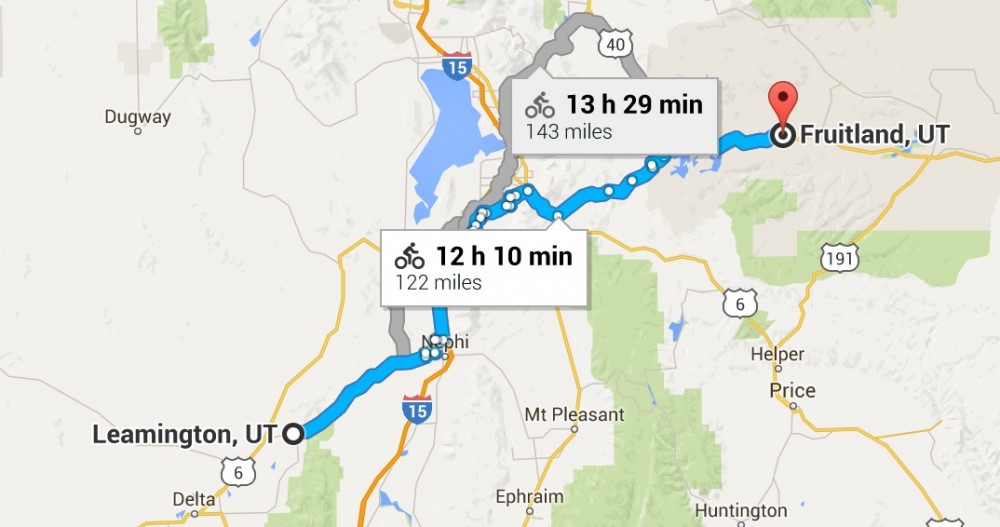 40
15
13 h 29 min
143 miles
Dugway
Fruitland, UT
12 h 10 min
122 miles
191
6
Nephi
Helper
Price
15
Mt Pleasant
Leamington, UT
6
Delta
Ephraim
Huntington